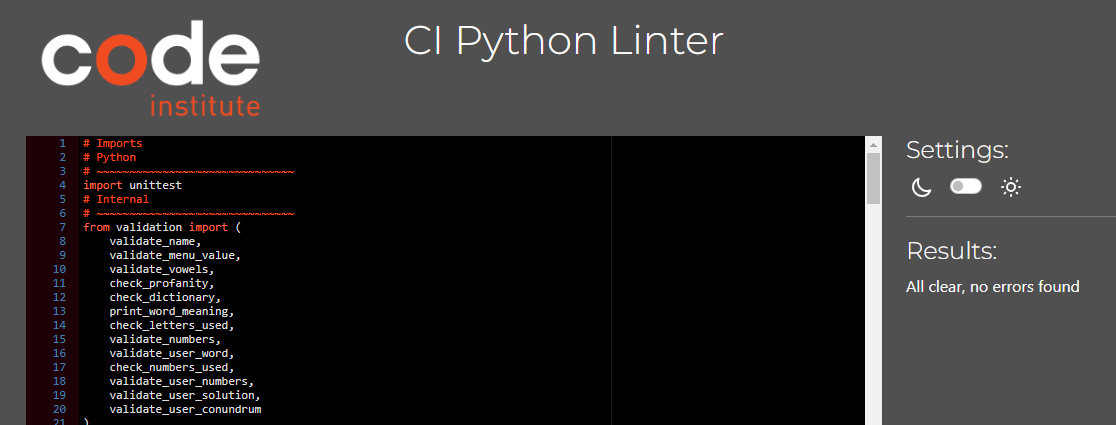 code
institute
CI Python Linter
1 # Imports
2 # Python
3 # ~~~~~~~~~~~~~~~~~~~~~~~~~~~~~~
4 import unittest
5 # Internal
6 # ~~~~~~~~~~~~~~~~~~~~~~~~~~~~~~
7 from validation import (
8     validate_name,
9     validate_menu_value,
10     validate_vowels,
11     check_profanity,
12     check_dictionary,
13     print_word_meaning,
14     check_letters_used,
15     validate_numbers,
16     validate_user_word,
17     check_numbers_used,
18     validate_user_numbers,
19     validate_user_solution,
20     validate_user_conundrum
21 )
Settings:
Results:
All clear, no errors found